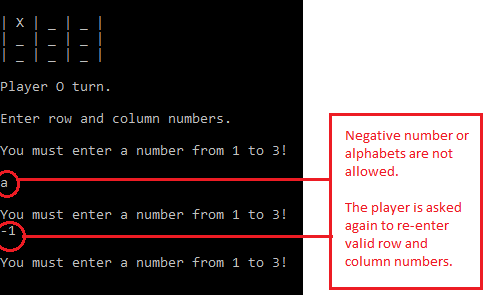 | X | _ | _ |
| _ | _ | _ |
| _ | _ | _ |
Player O turn.
Enter row and column numbers.
You must enter a number from 1 to 3!
a
You must enter a number from 1 to 3!
-1
You must enter a number from 1 to 3!
Negative number or
alphabets are not
allowed.
The player is asked
again to re-enter
valid row and
column numbers.